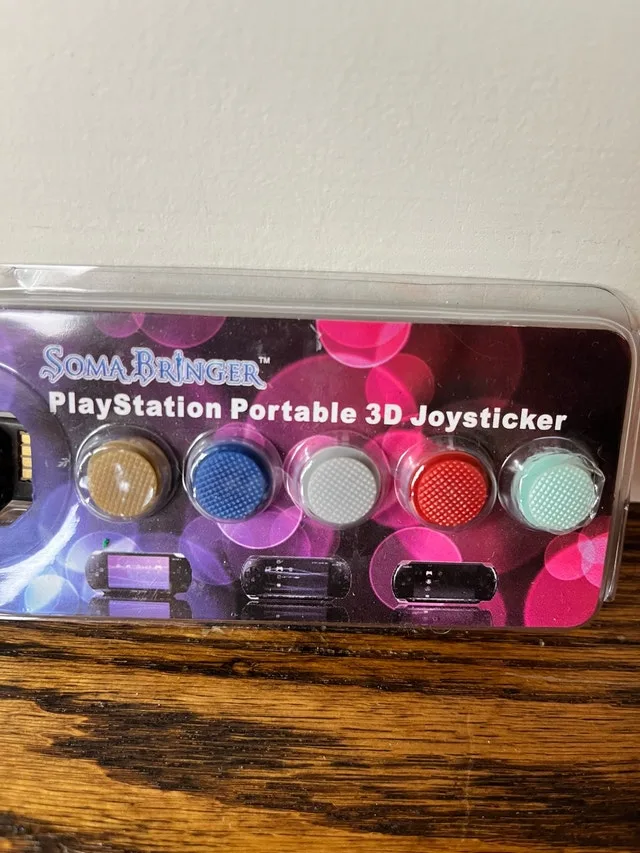 SOMA BRINGER™
PlayStation Portable 3D Joysticker